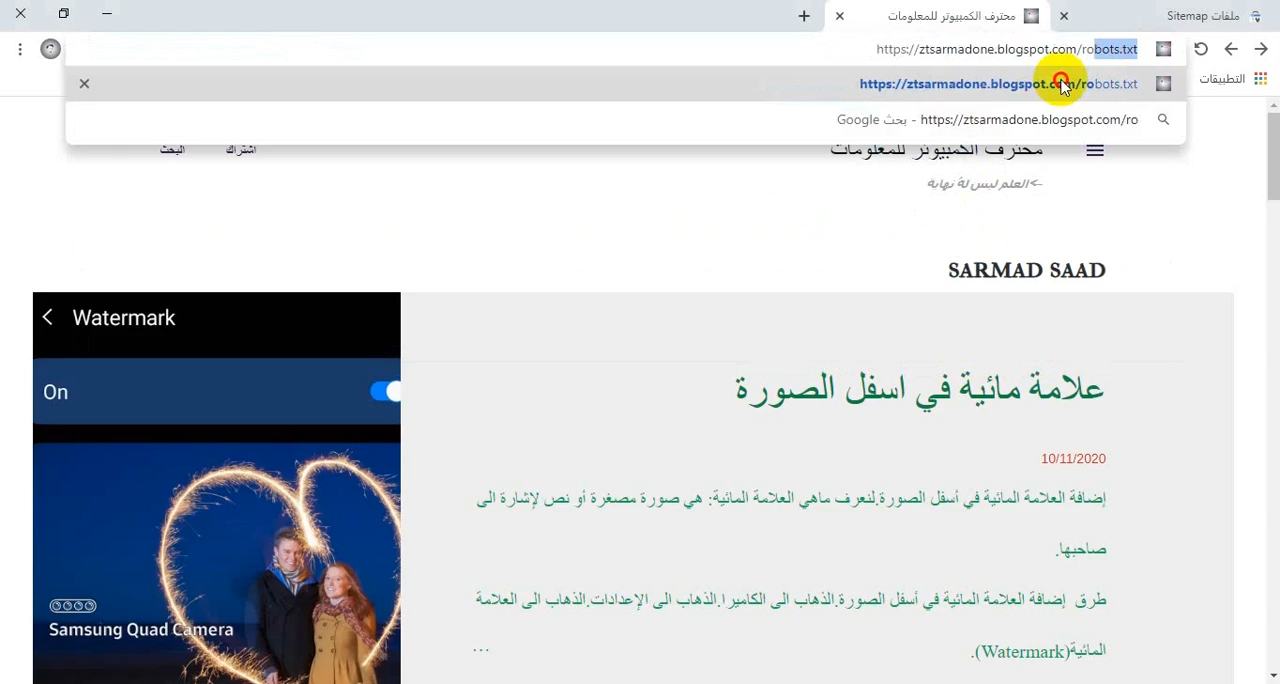 ملفات Sitemap
محترف الكمبيوتر للمعلومات
https://ztsarmadone.blogspot.com/robots.txt
التطبيقات
https://ztsarmadone.blogspot.com/robots.txt
https://ztsarmadone.blogspot.com/ro - بحث Google
محترف الكمبيوتر للمعلومات
اشتراك
البحث
->العلم ليس لهُ نهاية
SARMAD SAAD
Watermark
On
Samsung Quad Camera
علامة مائية في اسفل الصورة
10/11/2020
إضافة العلامة المائية في أسفل الصورة.لنعرف ماهي العلامة المائية: هي صورة مصغرة أو نص لإشارة الى
صاحبها.
طرق إضافة العلامة المائية في أسفل الصورة.الذهاب الى الكاميرا.الذهاب الى الإعدادات.الذهاب الى العلامة
المائية(Watermark).
...